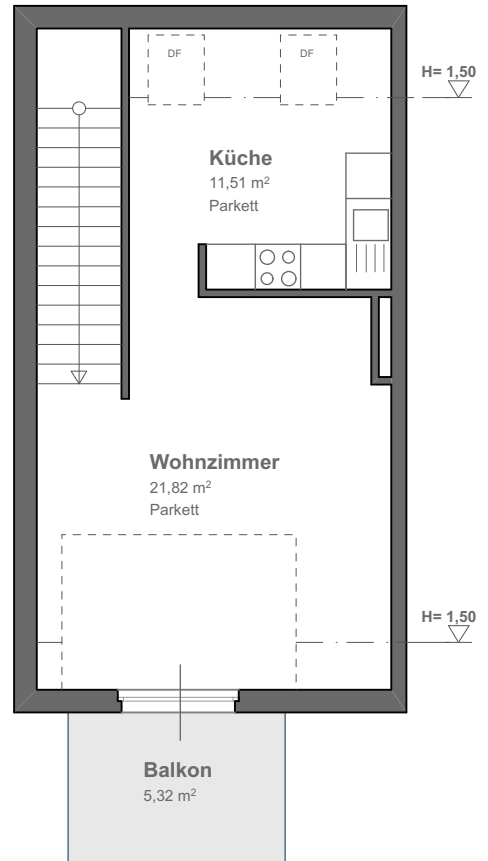 DF
DF
H= 1,50
Küche
11,51 m²
Parkett
Wohnzimmer
21,82 m²
Parkett
H= 1,50
Balkon
5,32 m²